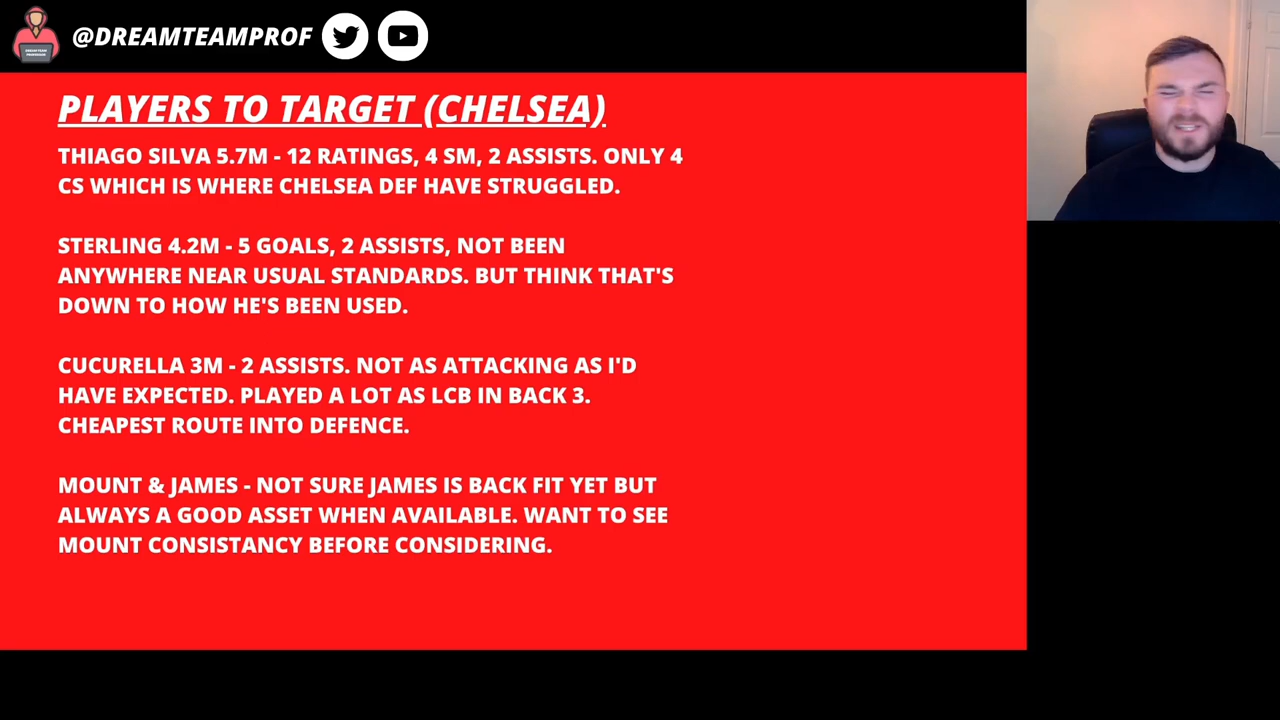 @DREAMTEAMPROF
PLAYERS TO TARGET (CHELSEA)
THIAGO SILVA 5.7M - 12 RATINGS, 4 SM, 2 ASSISTS. ONLY 4
CS WHICH IS WHERE CHELSEA DEF HAVE STRUGGLED.
STERLING 4.2M - 5 GOALS, 2 ASSISTS, NOT BEEN
ANYWHERE NEAR USUAL STANDARDS. BUT THINK THAT'S
DOWN TO HOW HE'S BEEN USED.
CUCURELLA 3M - 2 ASSISTS. NOT AS ATTACKING AS I'D
HAVE EXPECTED. PLAYED A LOT AS LCB IN BACK 3.
CHEAPEST ROUTE INTO DEFENCE.
MOUNT & JAMES - NOT SURE JAMES IS BACK FIT YET BUT
ALWAYS A GOOD ASSET WHEN AVAILABLE. WANT TO SEE
MOUNT CONSISTANCY BEFORE CONSIDERING.